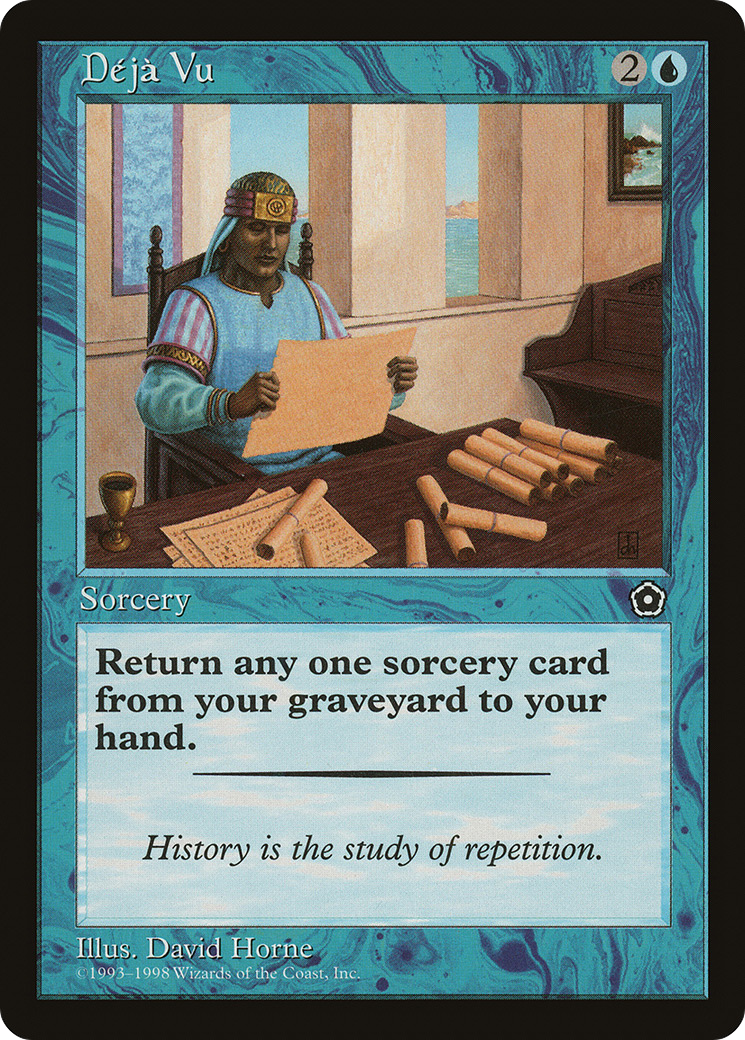 Déjà Vu
2
Sorcery
Return any one sorcery card
from your graveyard to your
hand.
History is the study of repetition.
Illus. David Horne
©1993–1998 Wizards of the Coast, Inc.